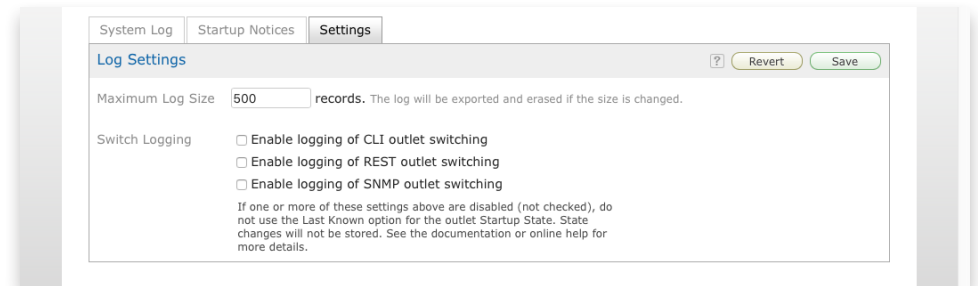 System Log Startup Notices Settings
Log Settings ? Revert Save
Maximum Log Size 500 records. The log will be exported and erased if the size is changed.
Switch Logging Enable logging of CLI outlet switching
Enable logging of REST outlet switching
Enable logging of SNMP outlet switching
If one or more of these settings above are disabled (not checked), do
not use the Last Known option for the outlet Startup State. State
changes will not be stored. See the documentation or online help for
more details.